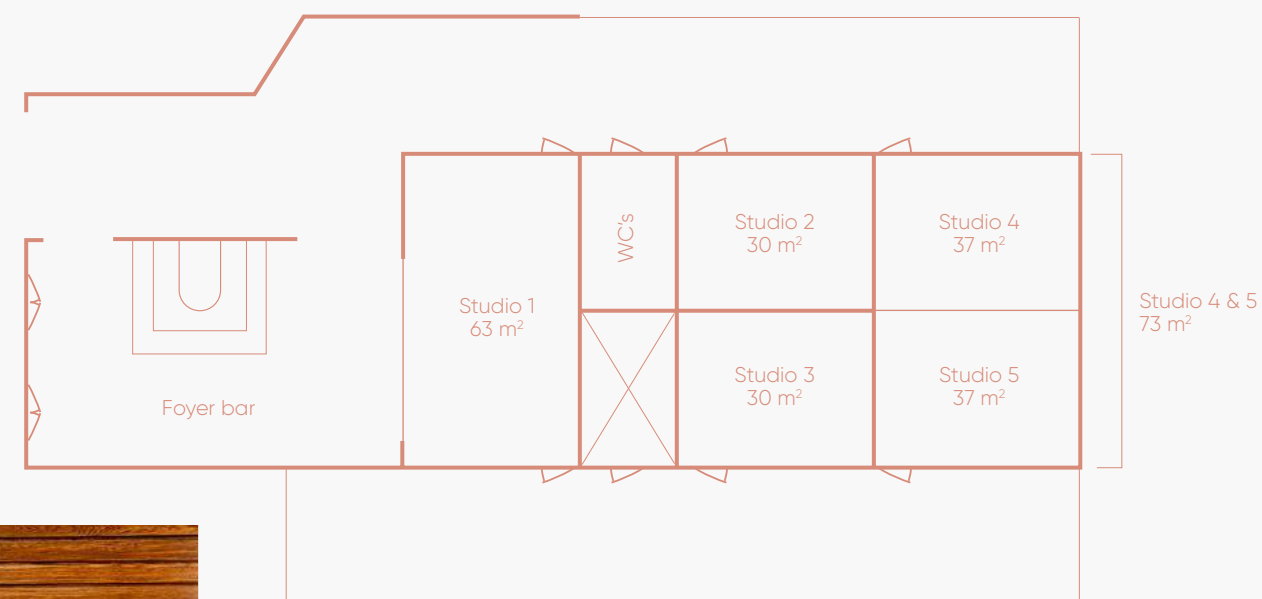 WC's
Studio 2
30 m²
Studio 4
37 m²
Studio 1
63 m²
Studio 4 & 5
73 m²
Studio 3
30 m²
Studio 5
37 m²
Foyer bar